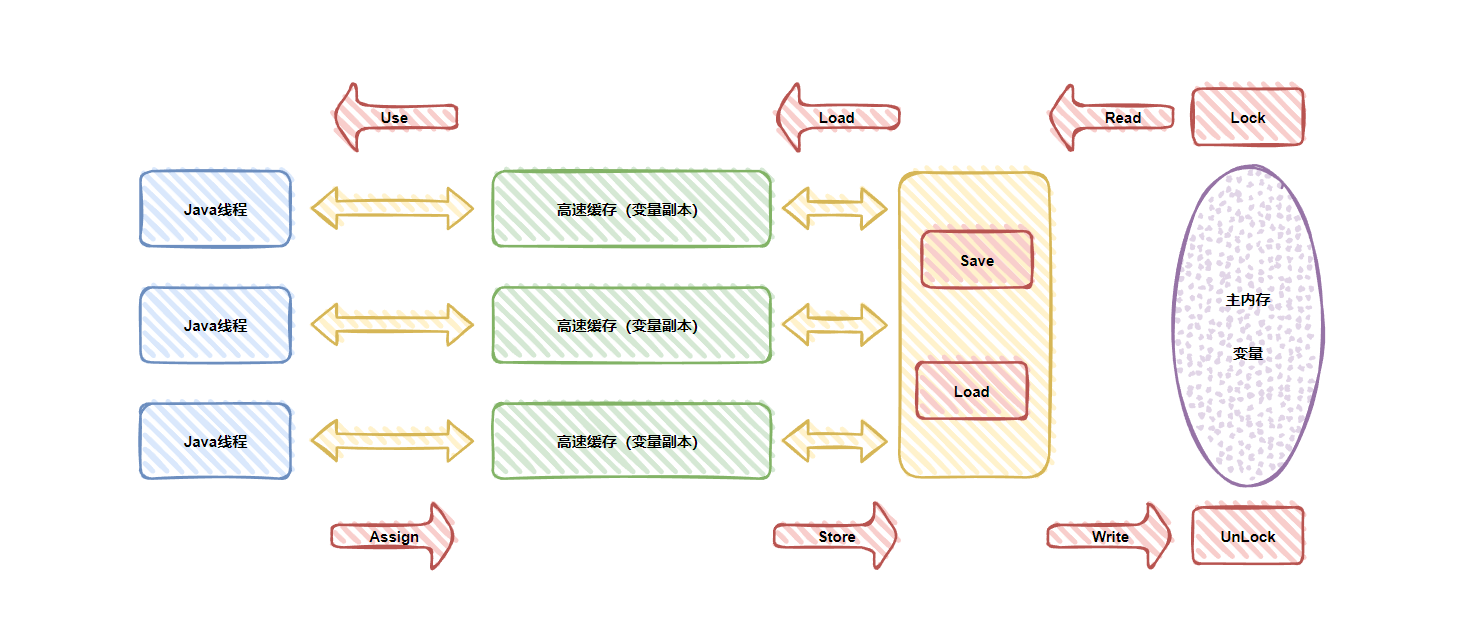 Use
Load
Read
Lock
Java线程
高速缓存（变量副本）
Save
主内存
Java线程
高速缓存（变量副本）
变量
Load
Java线程
高速缓存（变量副本）
Assign
Store
Write
UnLock